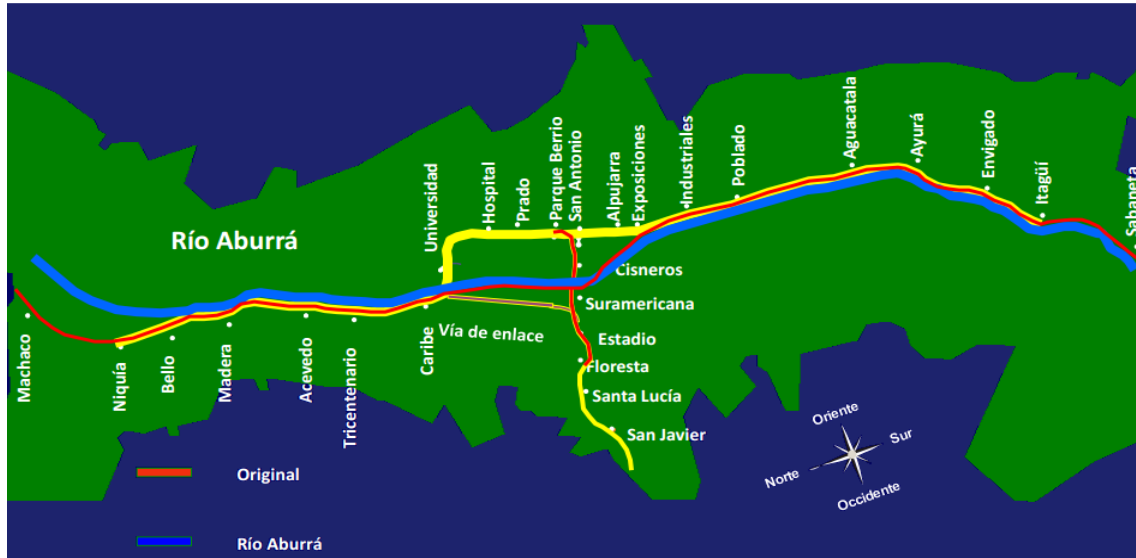 Río Aburrá
Universidad
Hospital
Prado
Parque Berrio
San Antonio
Alpujarra
Exposiciones
Industriales
Poblado
Aguacatala
Ayurá
Envigado
Itagüí
Sabaneta
Cisneros
Suramericana
Estadio
Floresta
Santa Lucía
San Javier
Vía de enlace
Machaco
Niquía
Bello
Madera
Acevedo
Tricentenario
Caribe
Oriente
Sur
Norte
Occidente
Original
Río Aburrá